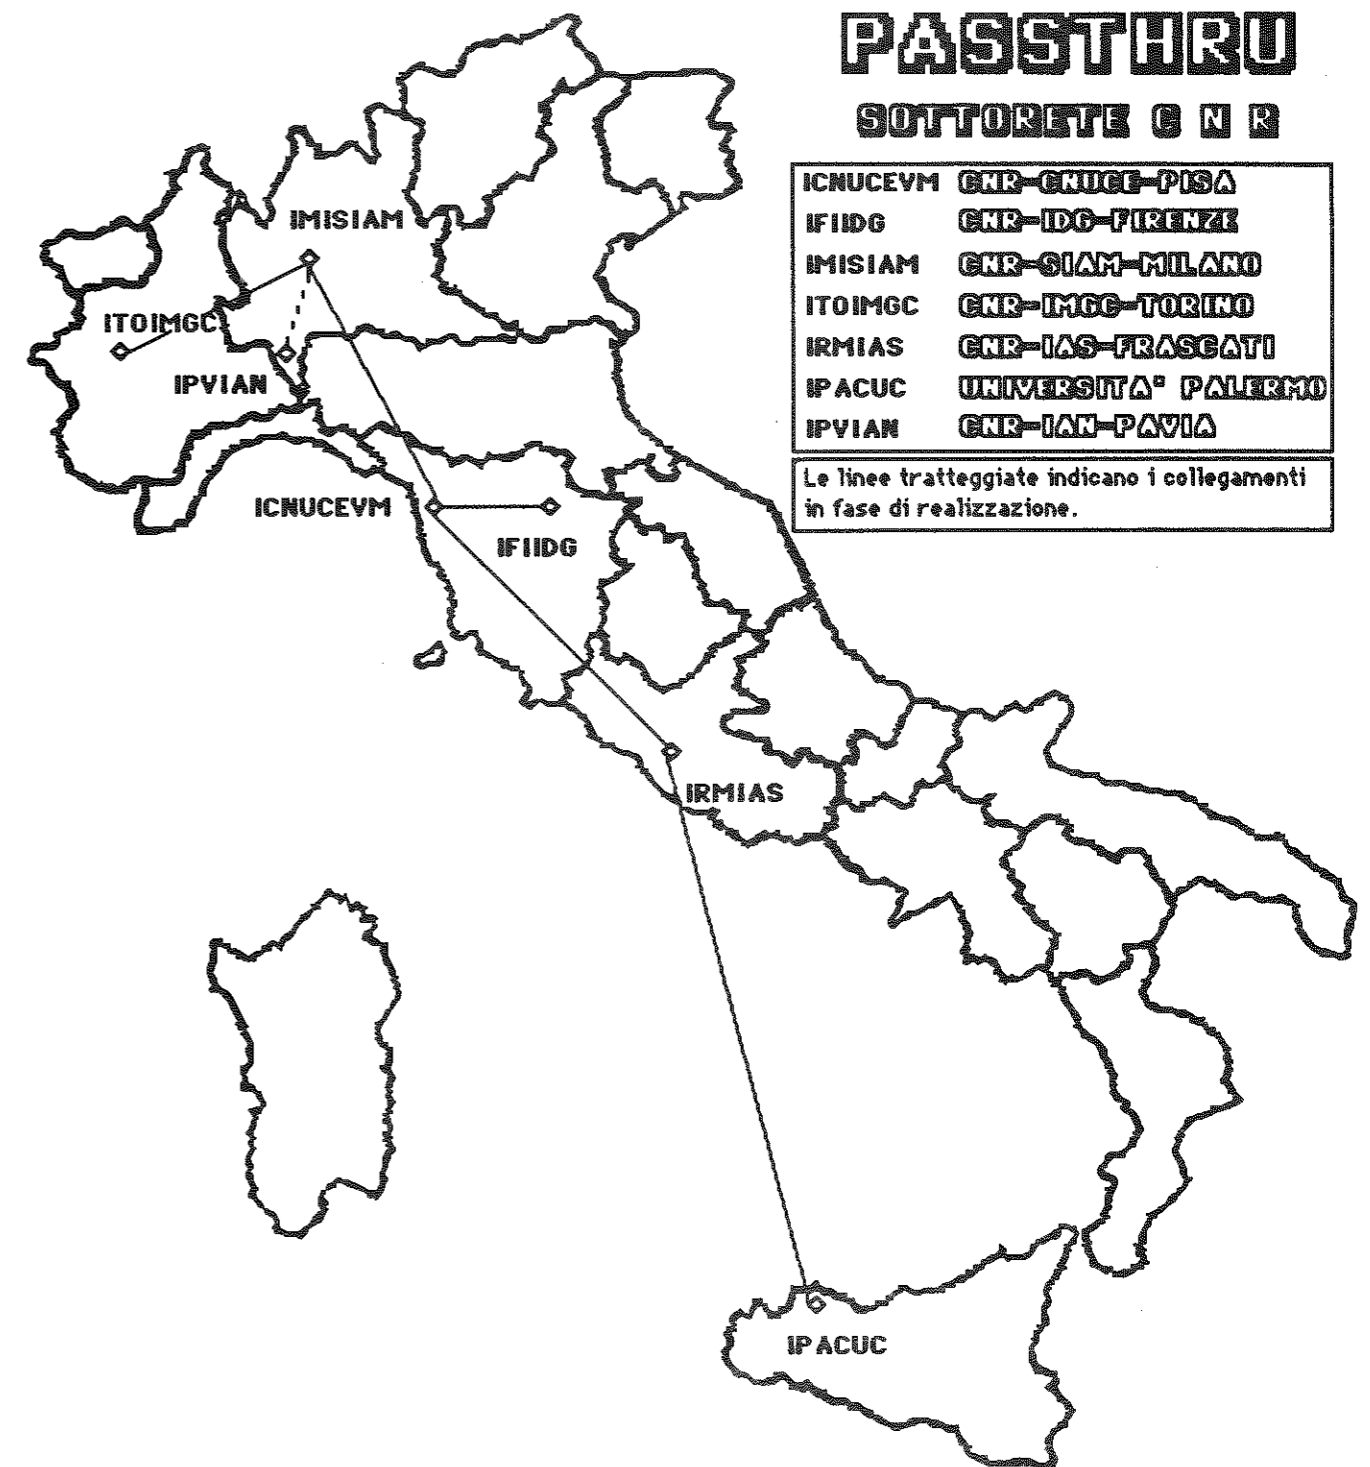 PASSTHRU
SOTTORETE C N R
ICNUCEVM CNR-CNUCE-PISA
IFIIDG CNR-IDG-FIRENZE
IMISIAM CNR-SIAM-MILANO
ITOIMGC CNR-IMGC-TORINO
IRMIAS CNR-IAS-FRASCATI
IPACUC UNIVERSITA' PALERMO
IPVIAN CNR-IAN-PAVIA
Le linee tratteggiate indicano i collegamenti
in fase di realizzazione.
IMISIAM
ITOIMGC
IPVIAN
ICNUCEVM
IFIIDG
IRMIAS
IPACUC